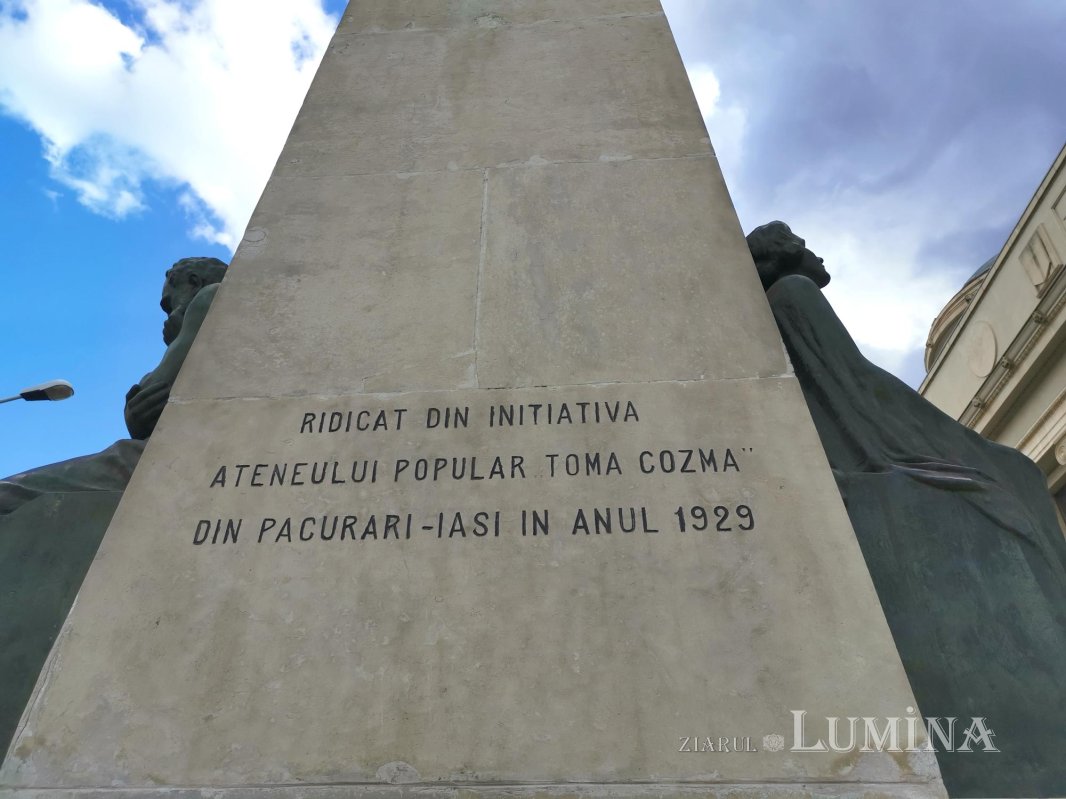 RIDICAT DIN INITIATIVA
ATENEULUI POPULAR „TOMA COZMA"
DIN PACURARI-IASI IN ANUL 1929
ZIARUL LUMINA